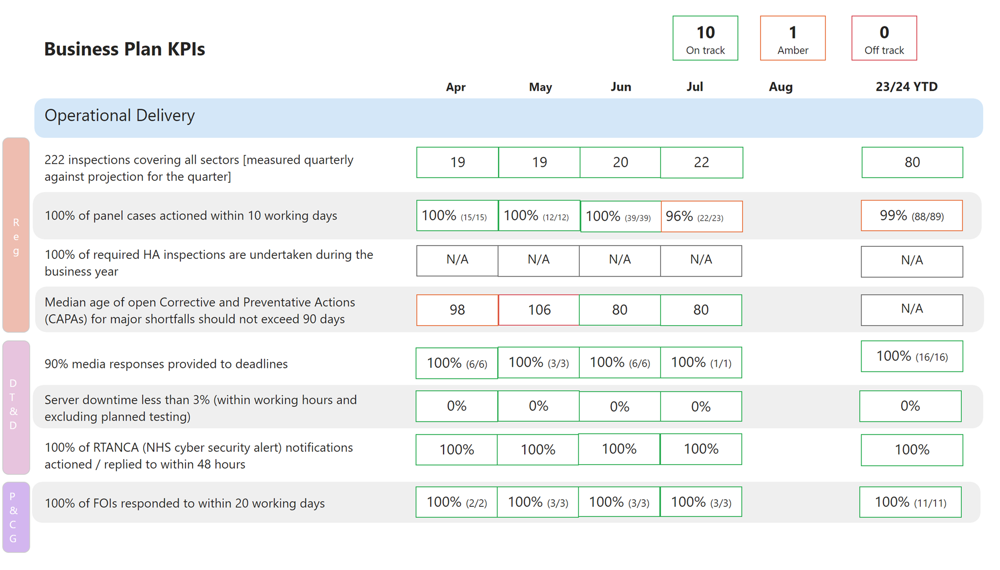 10
On track
1
Amber
0
Off track
Business Plan KPIs
Apr May Jun Jul Aug 23/24 YTD
Operational Delivery
Reg
222 inspections covering all sectors [measured quarterly
against projection for the quarter]
19 19 20 22 80
100% of panel cases actioned within 10 working days
100% (15/15) 100% (12/12) 100% (39/39) 96% (22/23) 99% (88/89)
100% of required HA inspections are undertaken during the
business year
N/A N/A N/A N/A N/A
Median age of open Corrective and Preventative Actions
(CAPAs) for major shortfalls should not exceed 90 days
98 106 80 80 N/A
DT&D
90% media responses provided to deadlines
100% (6/6) 100% (3/3) 100% (6/6) 100% (1/1) 100% (16/16)
Server downtime less than 3% (within working hours and
excluding planned testing)
0% 0% 0% 0% 0%
100% of RTANCA (NHS cyber security alert) notifications
actioned / replied to within 48 hours
100% 100% 100% 100% 100%
P&CG
100% of FOIs responded to within 20 working days
100% (2/2) 100% (3/3) 100% (3/3) 100% (3/3) 100% (11/11)